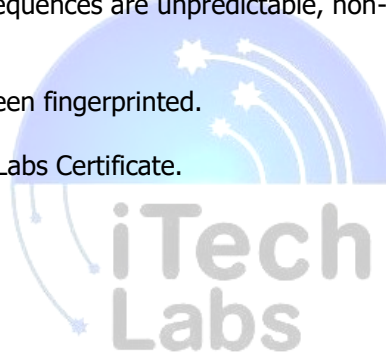 equences are unpredictable, non-
een fingerprinted.
Labs Certificate.
iTech
Labs